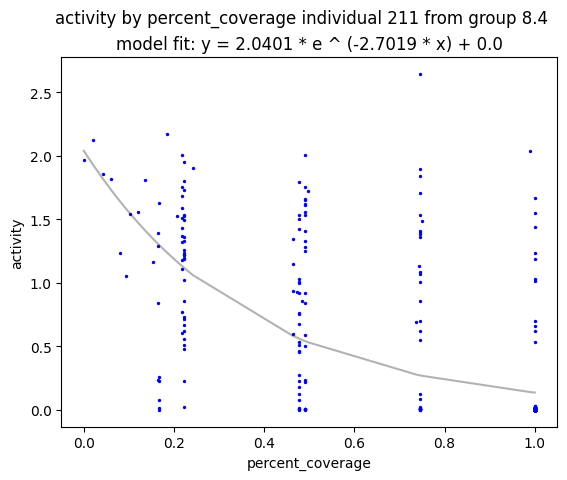 activity by percent_coverage individual 211 from group 8.4
model fit: y = 2.0401 * e ^ (-2.7019 * x) + 0.0
activity
2.5
2.0
1.5
1.0
0.5
0.0
0.0 0.2 0.4 0.6 0.8 1.0
percent_coverage